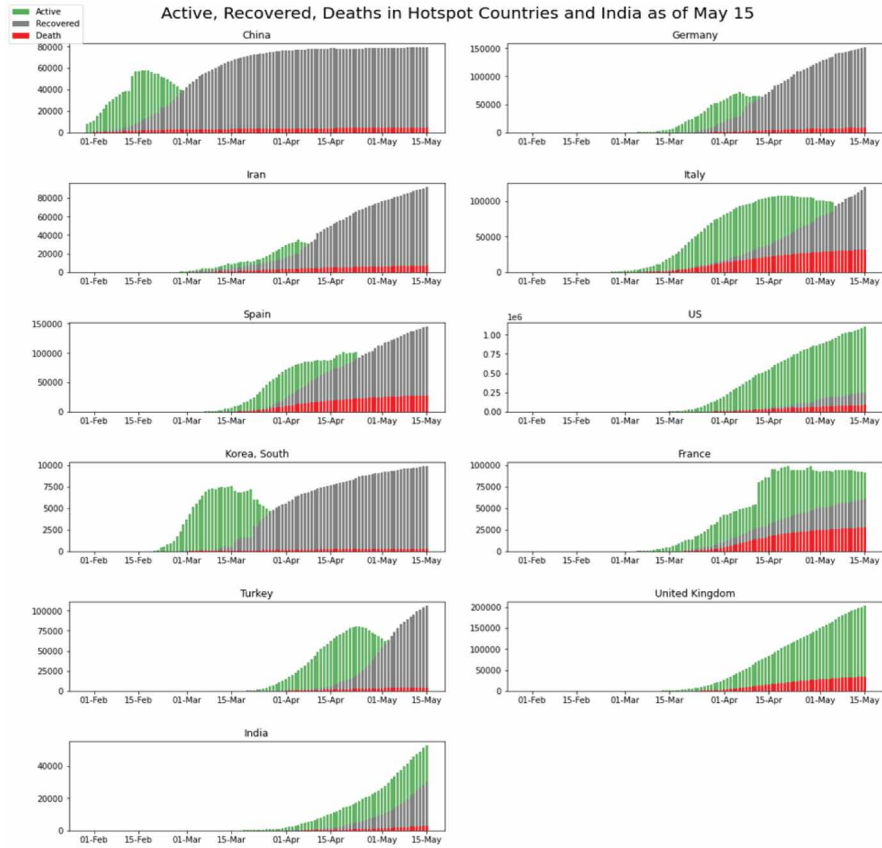 Active
Recovered
Death
Active, Recovered, Deaths in Hotspot Countries and India as of May 15
China
80000
60000
40000
20000
0
01-Feb 15-Feb 01-Mar 15-Mar 01-Apr 15-Apr 01-May 15-May
Germany
150000
100000
50000
0
01-Feb 15-Feb 01-Mar 15-Mar 01-Apr 15-Apr 01-May 15-May
Iran
80000
60000
40000
20000
0
01-Feb 15-Feb 01-Mar 15-Mar 01-Apr 15-Apr 01-May 15-May
Italy
100000
50000
0
01-Feb 15-Feb 01-Mar 15-Mar 01-Apr 15-Apr 01-May 15-May
Spain
150000
100000
50000
0
01-Feb 15-Feb 01-Mar 15-Mar 01-Apr 15-Apr 01-May 15-May
US
1e6
1.00
0.75
0.50
0.25
0.00
01-Feb 15-Feb 01-Mar 15-Mar 01-Apr 15-Apr 01-May 15-May
Korea, South
10000
7500
5000
2500
0
01-Feb 15-Feb 01-Mar 15-Mar 01-Apr 15-Apr 01-May 15-May
France
100000
75000
50000
25000
0
01-Feb 15-Feb 01-Mar 15-Mar 01-Apr 15-Apr 01-May 15-May
Turkey
100000
75000
50000
25000
0
01-Feb 15-Feb 01-Mar 15-Mar 01-Apr 15-Apr 01-May 15-May
United Kingdom
200000
150000
100000
50000
0
01-Feb 15-Feb 01-Mar 15-Mar 01-Apr 15-Apr 01-May 15-May
India
40000
20000
0
01-Feb 15-Feb 01-Mar 15-Mar 01-Apr 15-Apr 01-May 15-May